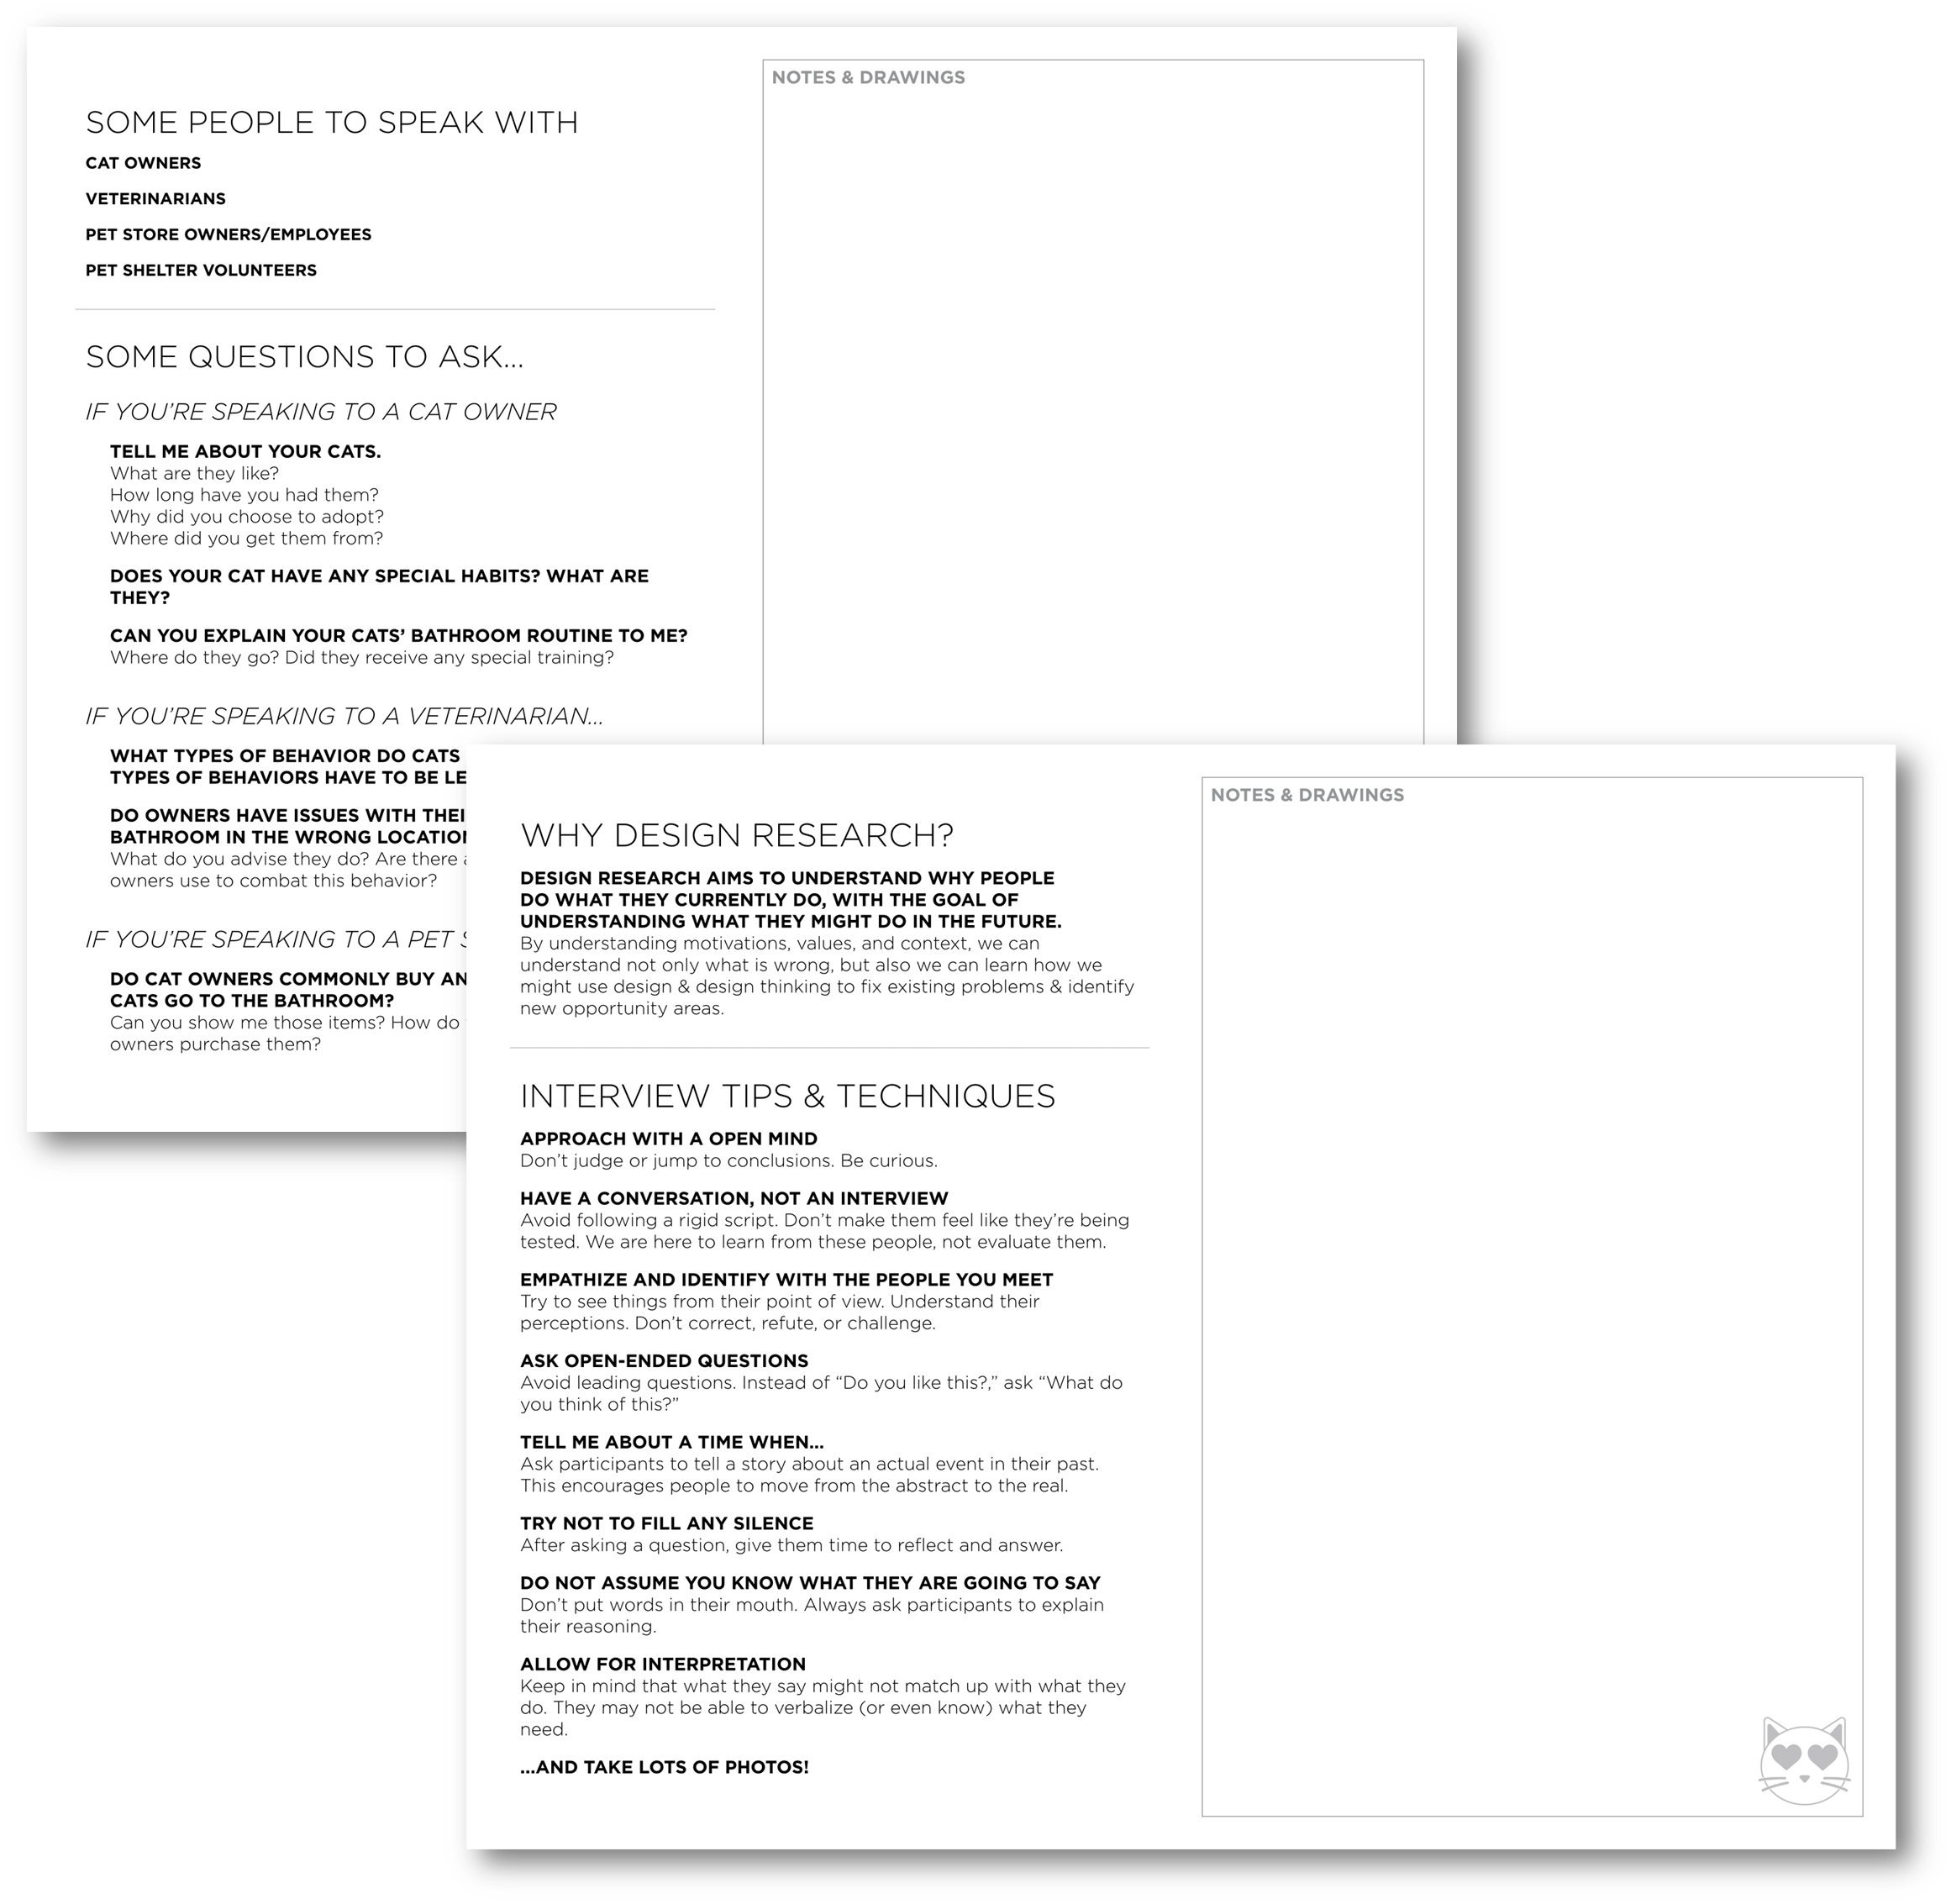 NOTES & DRAWINGS
SOME PEOPLE TO SPEAK WITH
CAT OWNERS
VETERINARIANS
PET STORE OWNERS/EMPLOYEES
PET SHELTER VOLUNTEERS
SOME QUESTIONS TO ASK...
IF YOU’RE SPEAKING TO A CAT OWNER
TELL ME ABOUT YOUR CATS.
What are they like?
How long have you had them?
Why did you choose to adopt?
Where did you get them from?
DOES YOUR CAT HAVE ANY SPECIAL HABITS? WHAT ARE
THEY?
CAN YOU EXPLAIN YOUR CATS’ BATHROOM ROUTINE TO ME?
Where do they go? Did they receive any special training?
IF YOU’RE SPEAKING TO A VETERINARIAN...
WHAT TYPES OF BEHAVIOR DO CATS
TYPES OF BEHAVIORS HAVE TO BE
DO OWNERS HAVE ISSUES WITH
BATHROOM IN THE WRONG
What do you advise they do? Are there
owners use to combat this behavior?
IF YOU’RE SPEAKING TO A PET
DO CAT OWNERS COMMONLY BUY
CATS GO TO THE BATHROOM?
Can you show me those items? How do
owners purchase them?
NOTES & DRAWINGS
WHY DESIGN RESEARCH?
DESIGN RESEARCH AIMS TO UNDERSTAND WHY PEOPLE
DO WHAT THEY CURRENTLY DO, WITH THE GOAL OF
UNDERSTANDING WHAT THEY MIGHT DO IN THE FUTURE.
By understanding motivations, values, and context, we can
understand not only what is wrong, but also we can learn how we
might use design & design thinking to fix existing problems & identify
new opportunity areas.
INTERVIEW TIPS & TECHNIQUES
APPROACH WITH A OPEN MIND
Don’t judge or jump to conclusions. Be curious.
HAVE A CONVERSATION, NOT AN INTERVIEW
Avoid following a rigid script. Don’t make them feel like they’re being
tested. We are here to learn from these people, not evaluate them.
EMPATHIZE AND IDENTIFY WITH THE PEOPLE YOU MEET
Try to see things from their point of view. Understand their
perceptions. Don’t correct, refute, or challenge.
ASK OPEN-ENDED QUESTIONS
Avoid leading questions. Instead of “Do you like this?,” ask “What do
you think of this?”
TELL ME ABOUT A TIME WHEN...
Ask participants to tell a story about an actual event in their past.
This encourages people to move from the abstract to the real.
TRY NOT TO FILL ANY SILENCE
After asking a question, give them time to reflect and answer.
DO NOT ASSUME YOU KNOW WHAT THEY ARE GOING TO SAY
Don’t put words in their mouth. Always ask participants to explain
their reasoning.
ALLOW FOR INTERPRETATION
Keep in mind that what they say might not match up with what they
do. They may not be able to verbalize (or even know) what they
need.
...AND TAKE LOTS OF PHOTOS!